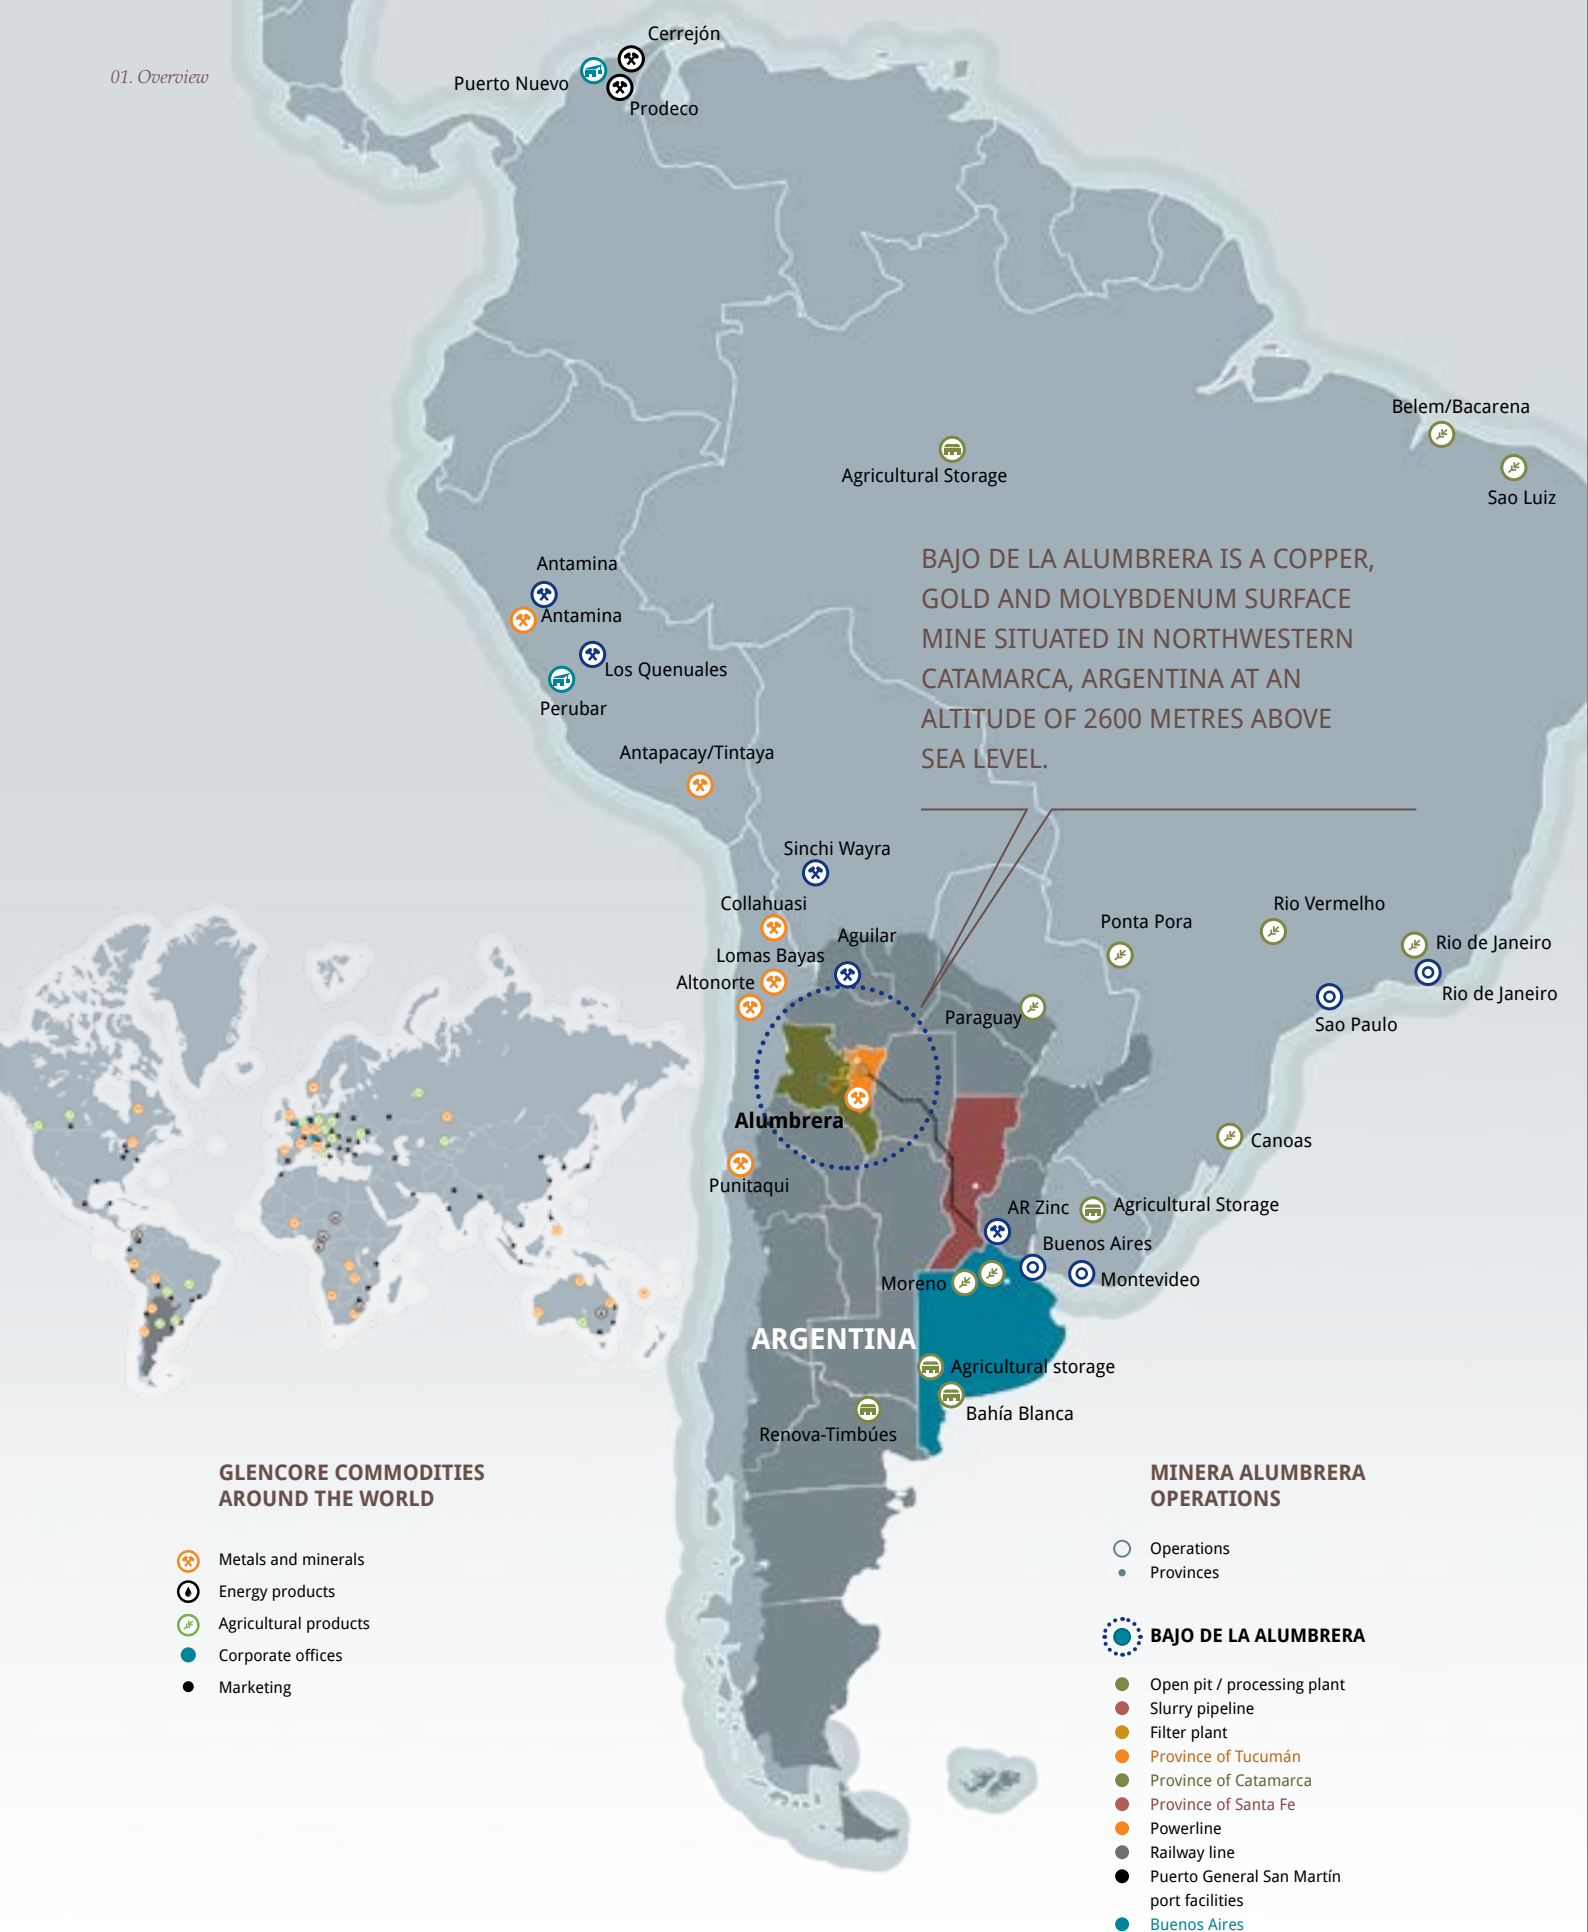 01. Overview
Cerrejón
Puerto Nuevo
Prodeco
Belem/Bacarena
Agricultural Storage
Sao Luiz
BAJO DE LA ALUMBRERA IS A COPPER,
GOLD AND MOLYBDENUM SURFACE
MINE SITUATED IN NORTHWESTERN
CATAMARCA, ARGENTINA AT AN
ALTITUDE OF 2600 METRES ABOVE
SEA LEVEL.
Antamina
Antamina
Los Quenuales
Perubar
Antapacay/Tintaya
Sinchi Wayra
Collahuasi
Aguilar
Lomas Bayas
Altonorte
Ponta Pora
Rio Vermelho
Rio de Janeiro
Rio de Janeiro
Sao Paulo
Paraguay
Alumbrera
Canoas
Punitaqui
AR Zinc
Agricultural Storage
Buenos Aires
Moreno
Montevideo
ARGENTINA
Agricultural storage
Bahía Blanca
Renova-Timbúes
GLENCORE COMMODITIES
AROUND THE WORLD
Metals and minerals
Energy products
Agricultural products
Corporate offices
Marketing
MINERA ALUMBRERA
OPERATIONS
Operations
Provinces
BAJO DE LA ALUMBRERA
Open pit / processing plant
Slurry pipeline
Filter plant
Province of Tucumán
Province of Catamarca
Province of Santa Fe
Powerline
Railway line
Puerto General San Martín
port facilities
Buenos Aires